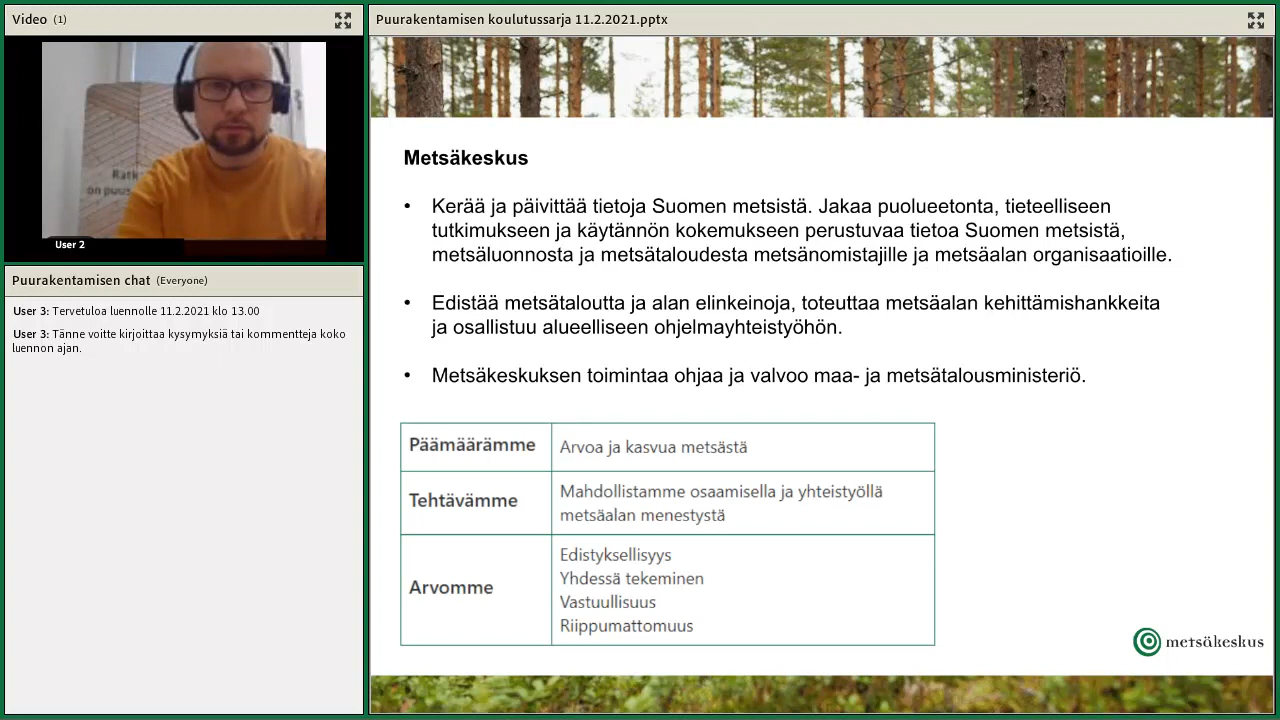 Video (1)
User 2
Puurakentamisen chat (Everyone)
User 3: Tervetuloa luennolle 11.2.2021 klo 13.00
User 3: Tänne voitte kirjoittaa kysymyksiä tai kommentteja koko
luennon ajan.
Puurakentamisen koulutussarja 11.2.2021.pptx
Metsäkeskus
• Kerää ja päivittää tietoja Suomen metsistä. Jakaa puolueetonta, tieteelliseen
tutkimukseen ja käytännön kokemukseen perustuvaa tietoa Suomen metsistä,
metsäluonnosta ja metsätaloudesta metsänomistajille ja metsäalan organisaatioille.
• Edistää metsätaloutta ja alan elinkeinoja, toteuttaa metsäalan kehittämishankkeita
ja osallistuu alueelliseen ohjelmayhteistyöhön.
• Metsäkeskuksen toimintaa ohjaa ja valvoo maa- ja metsätalousministeriö.
Päämäärämme Arvoa ja kasvua metsästä
Tehtävämme Mahdollistamme osaamisella ja yhteistyöllä
metsäalan menestystä
Arvomme Edistyksellisyys
Yhdessä tekeminen
Vastuullisuus
Riippumattomuus
metsäkeskus